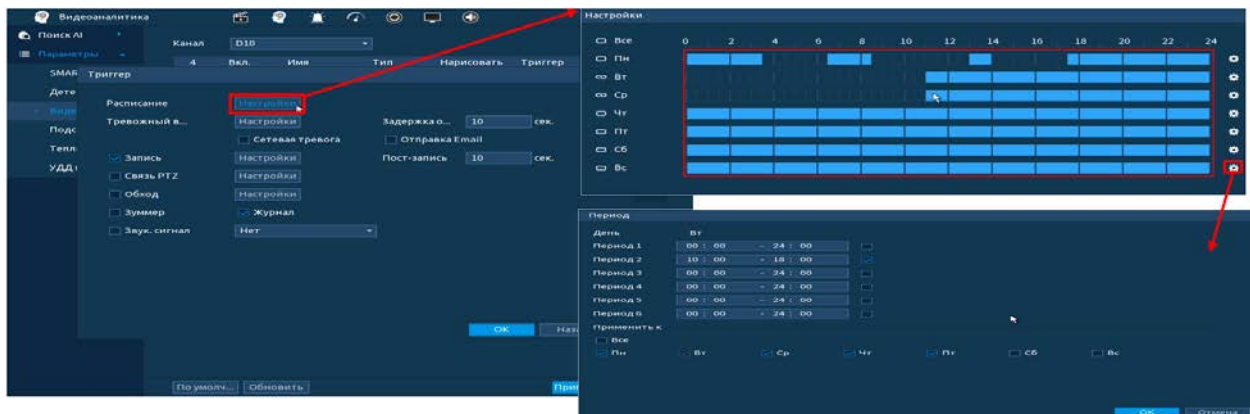 Видеоаналитика
Поиск AI
Параметры
Канал D10
4 Вкл. Имя Тип Нарисовать Триггер
SMAR
Дете
Подс
Тепл
УДД
Триггер
Расписание Настройки
Тревожный в... Настройки Задержка о... 10 сек.
Сетевая тревога Отправка Email
Запись Настройки Пост-запись 10 сек.
Связь PTZ Настройки
Обход Настройки
Зуммер Журнал
Звук. сигнал Нет
OK Наза
По умолч... Обновить При
Настройки
Все 0 2 4 6 8 10 12 14 16 18 20 22 24
Пн
Вт
Ср
Чт
Пт
Сб
Вс
Период
День Вт
Период 1 00 : 00 - 24 : 00
Период 2 10 : 00 - 18 : 00
Период 3 00 : 00 - 24 : 00
Период 4 00 : 00 - 24 : 00
Период 5 00 : 00 - 24 : 00
Период 6 00 : 00 - 24 : 00
Применить к
Все
Пн Вт Ср Чт Пт Сб Вс
OK Отмена